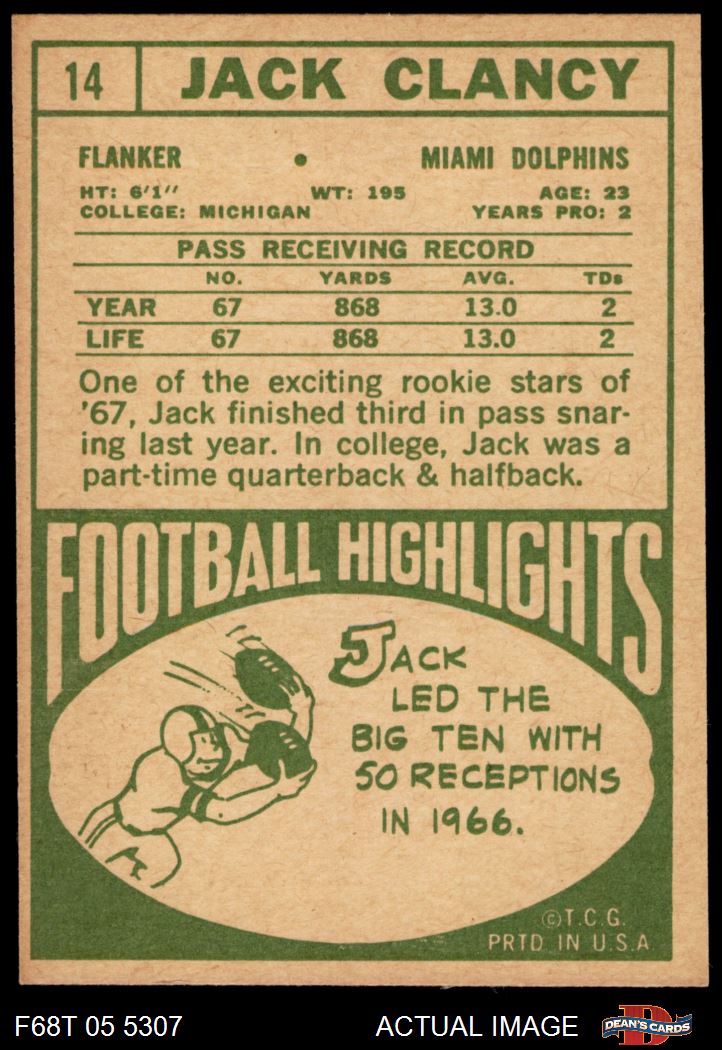 14 JACK CLANCY
FLANKER • MIAMI DOLPHINS
HT: 6'1" WT: 195 AGE: 23
COLLEGE: MICHIGAN YEARS PRO: 2
PASS RECEIVING RECORD
NO. YARDS AVG. TDs
YEAR 67 868 13.0 2
LIFE 67 868 13.0 2
One of the exciting rookie stars of
'67, Jack finished third in pass snar-
ing last year. In college, Jack was a
part-time quarterback & halfback.
FOOTBALL HIGHLIGHTS
JACK
LED THE
BIG TEN WITH
50 RECEPTIONS
IN 1966.
©T.C.G.
PRTD. IN U.S.A.
F68T 05 5307 ACTUAL IMAGE D DEAN'S CARDS